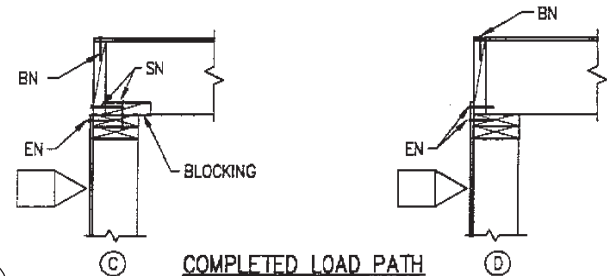 BN
SN
EN
BLOCKING
C
BN
EN
D
COMPLETED LOAD PATH